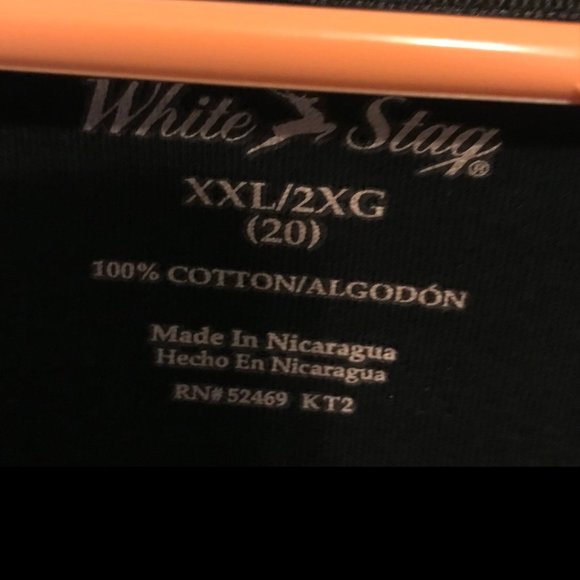 White Stag®
XXL/2XG
(20)
100% COTTON/ALGODÓN
Made In Nicaragua
Hecho En Nicaragua
RN# 52469 KT2